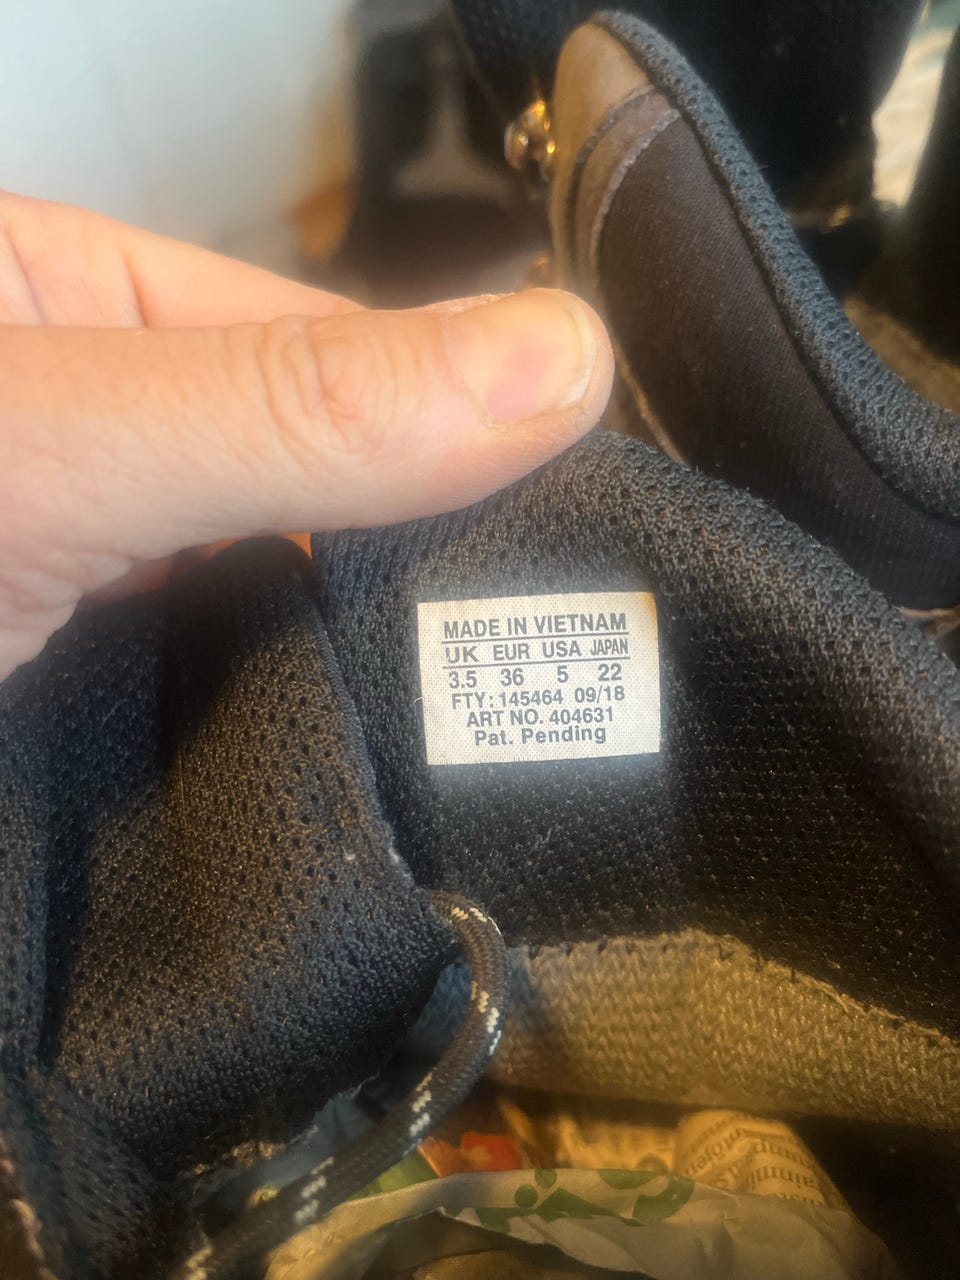 MADE IN VIETNAM
UK EUR USA JAPAN
3.5 36 5 22
FTY: 145464 09/18
ART NO. 404631
Pat. Pending